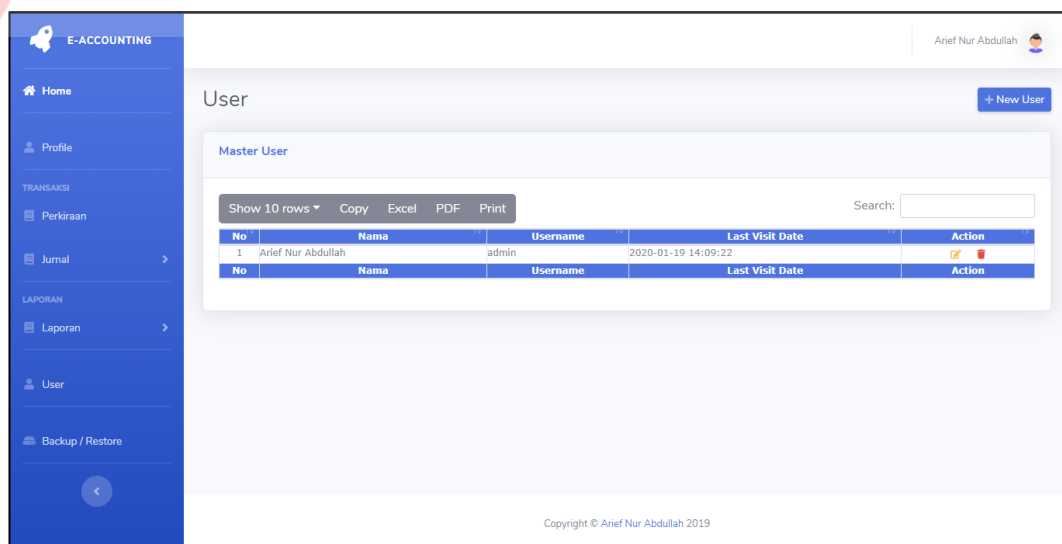 E-ACCOUNTING
Arief Nur Abdullah
Home
Profile
TRANSAKSI
Perkiraan
Jurnal
LAPORAN
Laporan
User
Backup / Restore
User
+ New User
Master User
Show 10 rows Copy Excel PDF Print
Search:
No Nama Username Last Visit Date Action
1 Arief Nur Abdullah admin 2020-01-19 14:09:22
No Nama Username Last Visit Date Action
Copyright © Arief Nur Abdullah 2019